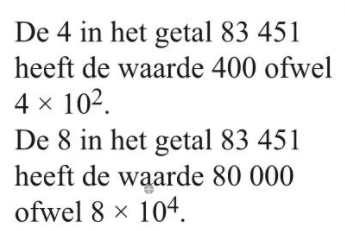 De 4 in het getal 83 451
heeft de waarde 400 ofwel
4 × 10².
De 8 in het getal 83 451
heeft de waarde 80 000
ofwel 8 × 10⁴.